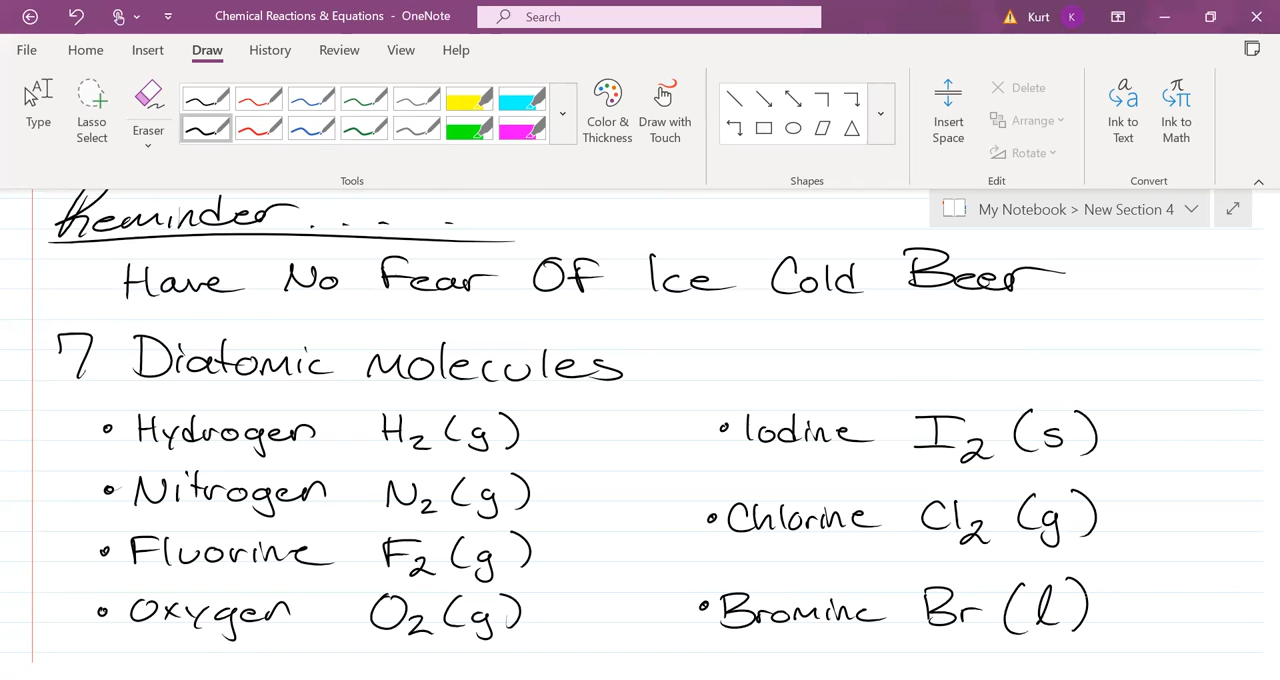 Chemical Reactions & Equations - OneNote
Search
Kurt
K
File Home Insert Draw History Review View Help
Type
Lasso Select
Eraser
Color & Thickness
Draw with Touch
Insert Space
Delete
Arrange
Rotate
Ink to Text
Ink to Math
Tools
Shapes
Edit
Convert
My Notebook > New Section 4
Reminder.....
Have No Fear OF Ice Cold Beer
7 Diatomic molecules
• Hydrogen H2 (g)
• Nitrogen N2 (g)
• Fluorine F2 (g)
• Oxygen O2 (g)
• Iodine I2 (s)
• Chlorine Cl2 (g)
• Bromine Br (l)